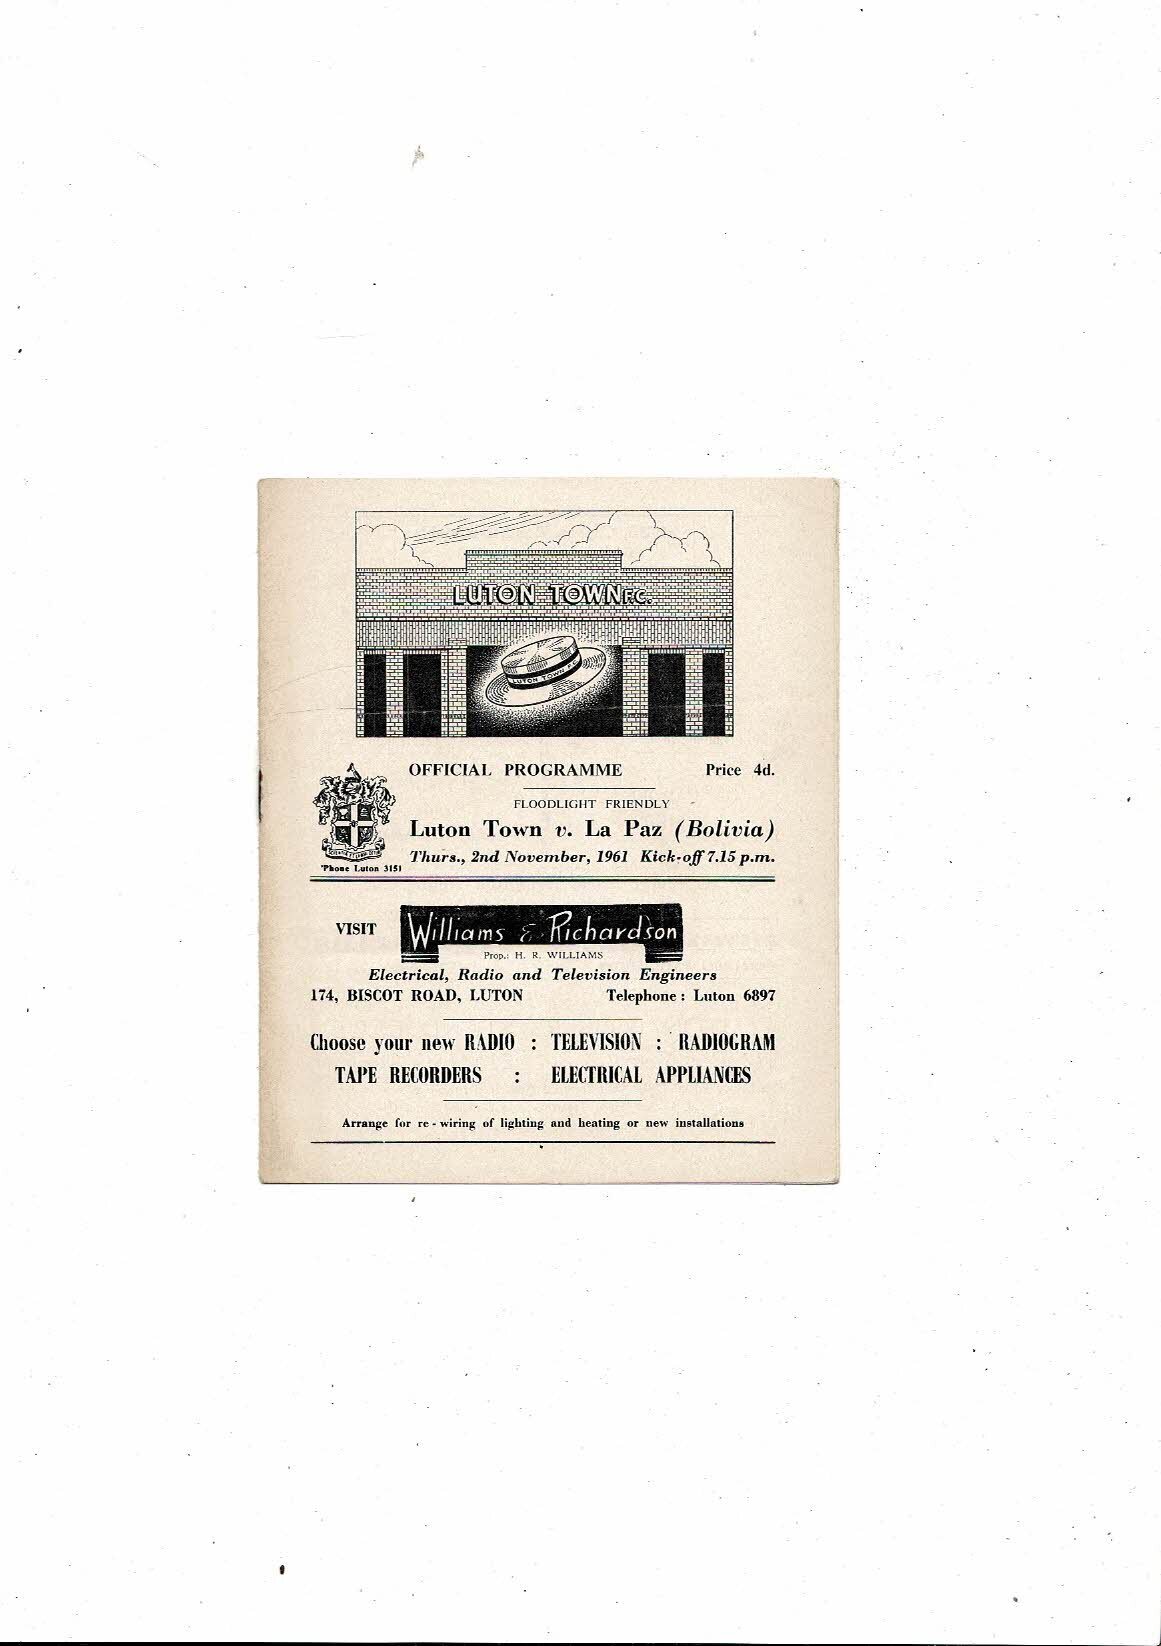 LUTON TOWN F.C.
LUTON TOWN
OFFICIAL PROGRAMME Price 4d.
FLOODLIGHT FRIENDLY
Luton Town v. La Paz (Bolivia)
Thurs., 2nd November, 1961 Kick-off 7.15 p.m.
'Phone Luton 3151
VISIT Williams & Richardson
Prop.: H. R. WILLIAMS
Electrical, Radio and Television Engineers
174, BISCOT ROAD, LUTON Telephone : Luton 6897
Choose your new RADIO : TELEVISION : RADIOGRAM
TAPE RECORDERS : ELECTRICAL APPLIANCES
Arrange for re-wiring of lighting and heating or new installations